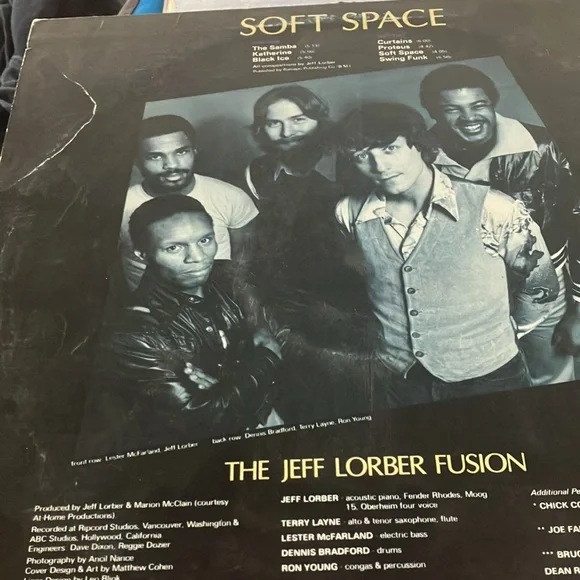 SOFT SPACE
The Samba
Katherine
Black Ice
All compositions by Jeff Lorber
Curtains (6:00)
Proteus
Soft Space
Swing Funk
front row: Lester McFarland, Jeff Lorber back row: Dennis Bradford, Terry Layne, Ron Young
THE JEFF LORBER FUSION
Produced by Jeff Lorber & Marion McClain (courtesy
At-Home Productions)
Recorded at Ripcord Studios, Vancouver, Washington &
ABC Studios, Hollywood, California
Engineers Dave Dixon, Reggie Dozier
Photography by Ancil Nance
Cover Design & Art by Matthew Cohen
JEFF LORBER - acoustic piano, Fender Rhodes, Moog
15, Oberheim four voice
TERRY LAYNE - alto & tenor saxophone, flute
LESTER McFARLAND - electric bass
DENNIS BRADFORD - drums
RON YOUNG - congas & percussion
Additional Pe
* CHICK CO
** JOE FA
*** BRUC
DEAN R